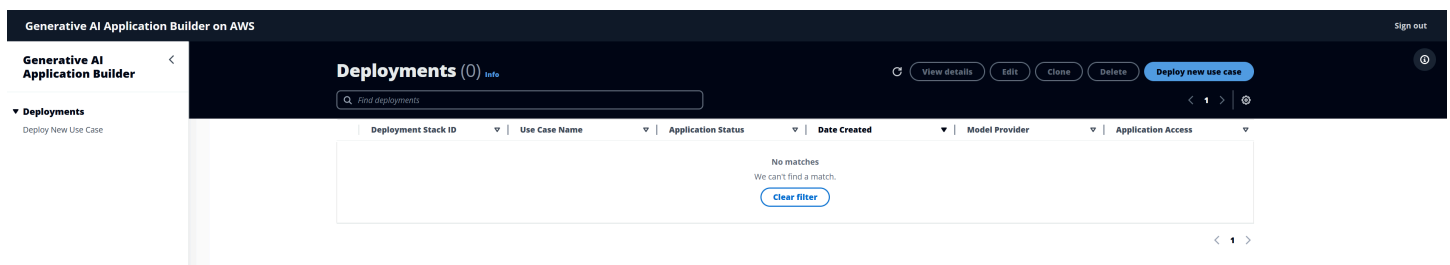 Generative AI Application Builder on AWS
Sign out
Generative AI
Application Builder
Deployments
Deploy New Use Case
Deployments (0) Info
View details
Edit
Clone
Delete
Deploy new use case
Find deployments
1
Deployment Stack ID
Use Case Name
Application Status
Date Created
Model Provider
Application Access
No matches
We can't find a match.
Clear filter
1